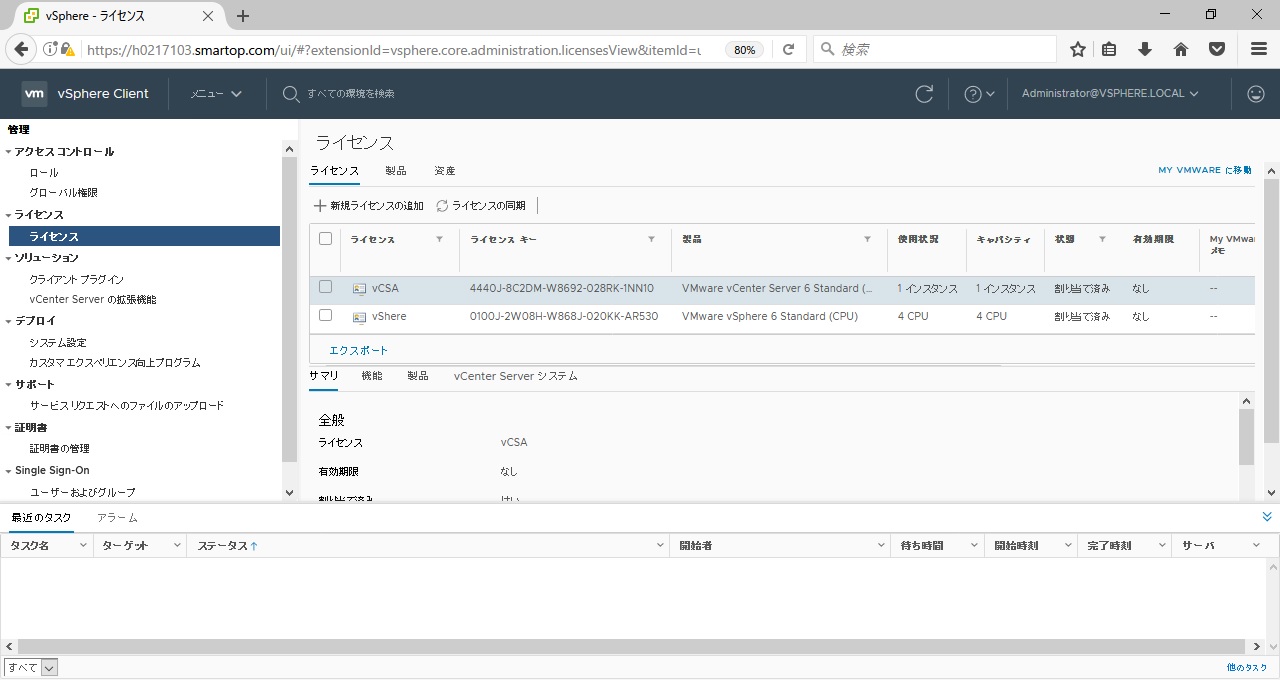 vSphere - ライセンス
https://h0217103.smartop.com/ui/#?extensionId=vsphere.core.administration.licensesView&itemId=u
80%
検索
vm vSphere Client
メニュー
すべての環境を検索
Administrator@VSPHERE.LOCAL
管理
アクセス コントロール
ロール
グローバル権限
ライセンス
ライセンス
ソリューション
クライアント プラグイン
vCenter Server の拡張機能
デプロイ
システム設定
カスタマ エクスペリエンス向上プログラム
サポート
サービス リクエストへのファイルのアップロード
証明書
証明書の管理
Single Sign-On
ユーザーおよびグループ
ライセンス
ライセンス 製品 資産
MY VMWARE に移動
新規ライセンスの追加 ライセンスの同期
ライセンス ライセンス キー 製品 使用状況 キャパシティ 状態 有効期限 My VMwar
メモ
vCSA 4440J-8C2DM-W8692-028RK-1NN10 VMware vCenter Server 6 Standard (... 1 インスタンス 1 インスタンス 割り当て済み なし --
vShere 0100J-2W08H-W868J-020KK-AR530 VMware vSphere 6 Standard (CPU) 4 CPU 4 CPU 割り当て済み なし --
エクスポート
サマリ 機能 製品 vCenter Server システム
全般
ライセンス vCSA
有効期限 なし
割り当て済み はい
最近のタスク アラーム
タスク名 ターゲット ステータス↑ 開始者 待ち時間 開始時刻 完了時刻 サーバ
すべて
他のタスク